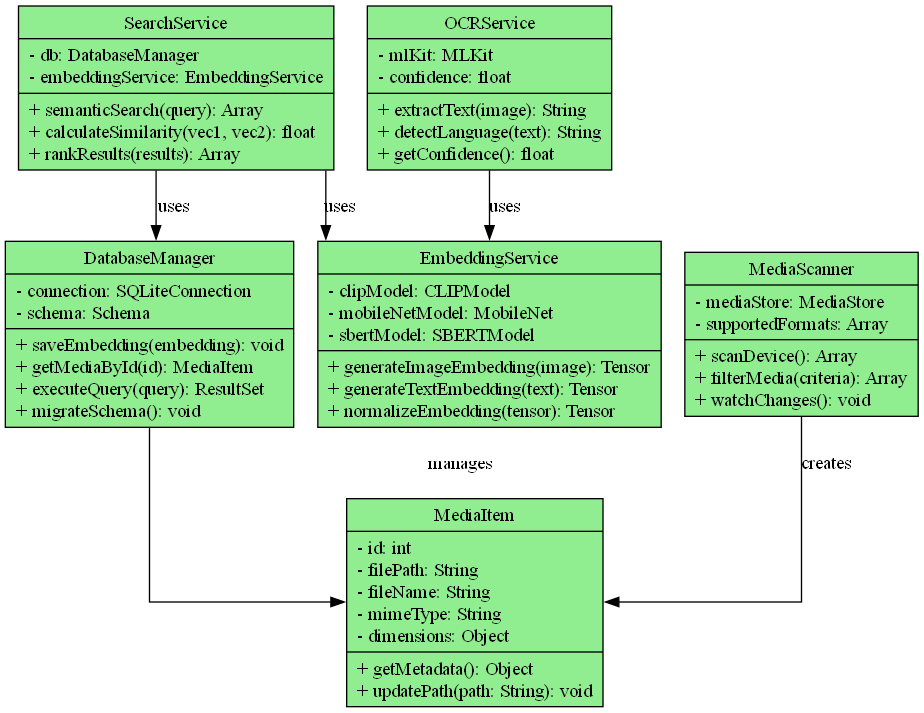 SearchService
- db: DatabaseManager
- embeddingService: EmbeddingService
+ semanticSearch(query): Array
+ calculateSimilarity(vec1, vec2): float
+ rankResults(results): Array
OCRService
- mlKit: MLKit
- confidence: float
+ extractText(image): String
+ detectLanguage(text): String
+ getConfidence(): float
uses
uses
uses
DatabaseManager
- connection: SQLiteConnection
- schema: Schema
+ saveEmbedding(embedding): void
+ getMediaById(id): MediaItem
+ executeQuery(query): ResultSet
+ migrateSchema(): void
EmbeddingService
- clipModel: CLIPModel
- mobileNetModel: MobileNet
- sbertModel: SBERTModel
+ generateImageEmbedding(image): Tensor
+ generateTextEmbedding(text): Tensor
+ normalizeEmbedding(tensor): Tensor
MediaScanner
- mediaStore: MediaStore
- supportedFormats: Array
+ scanDevice(): Array
+ filterMedia(criteria): Array
+ watchChanges(): void
manages
creates
MediaItem
- id: int
- filePath: String
- fileName: String
- mimeType: String
- dimensions: Object
+ getMetadata(): Object
+ updatePath(path: String): void